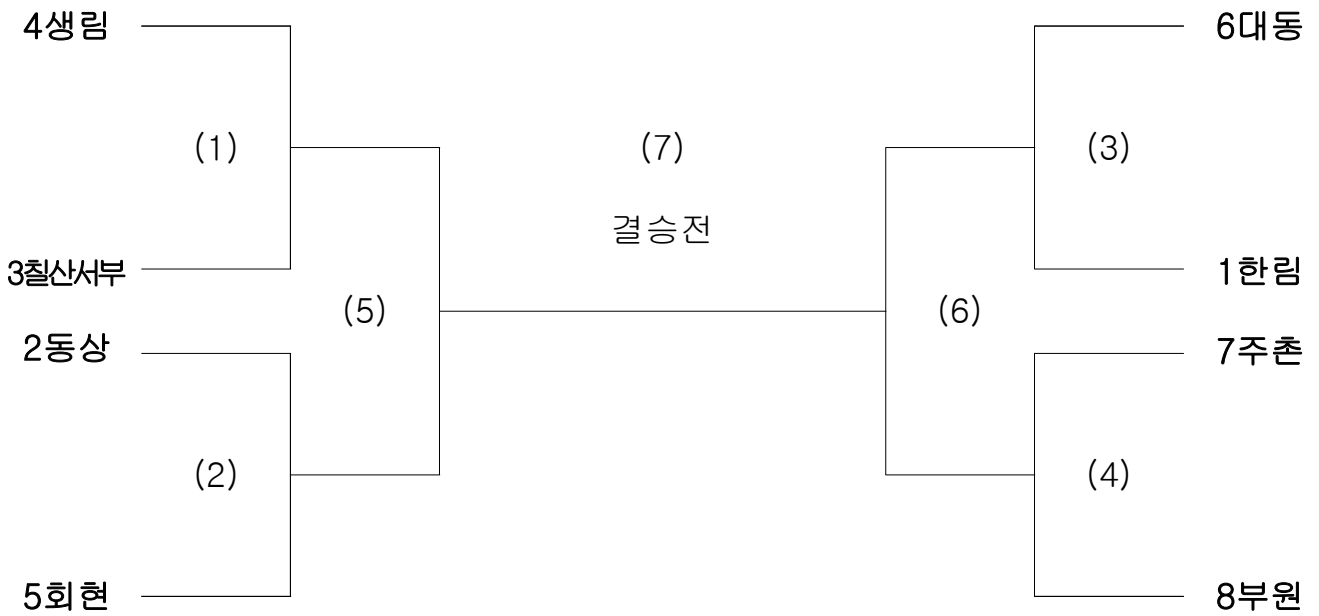 4생림
6대동
(1)
(7)
(3)
결승전
3칠산서부
1한림
(5)
(6)
2동상
7주촌
(2)
(4)
5회현
8부원